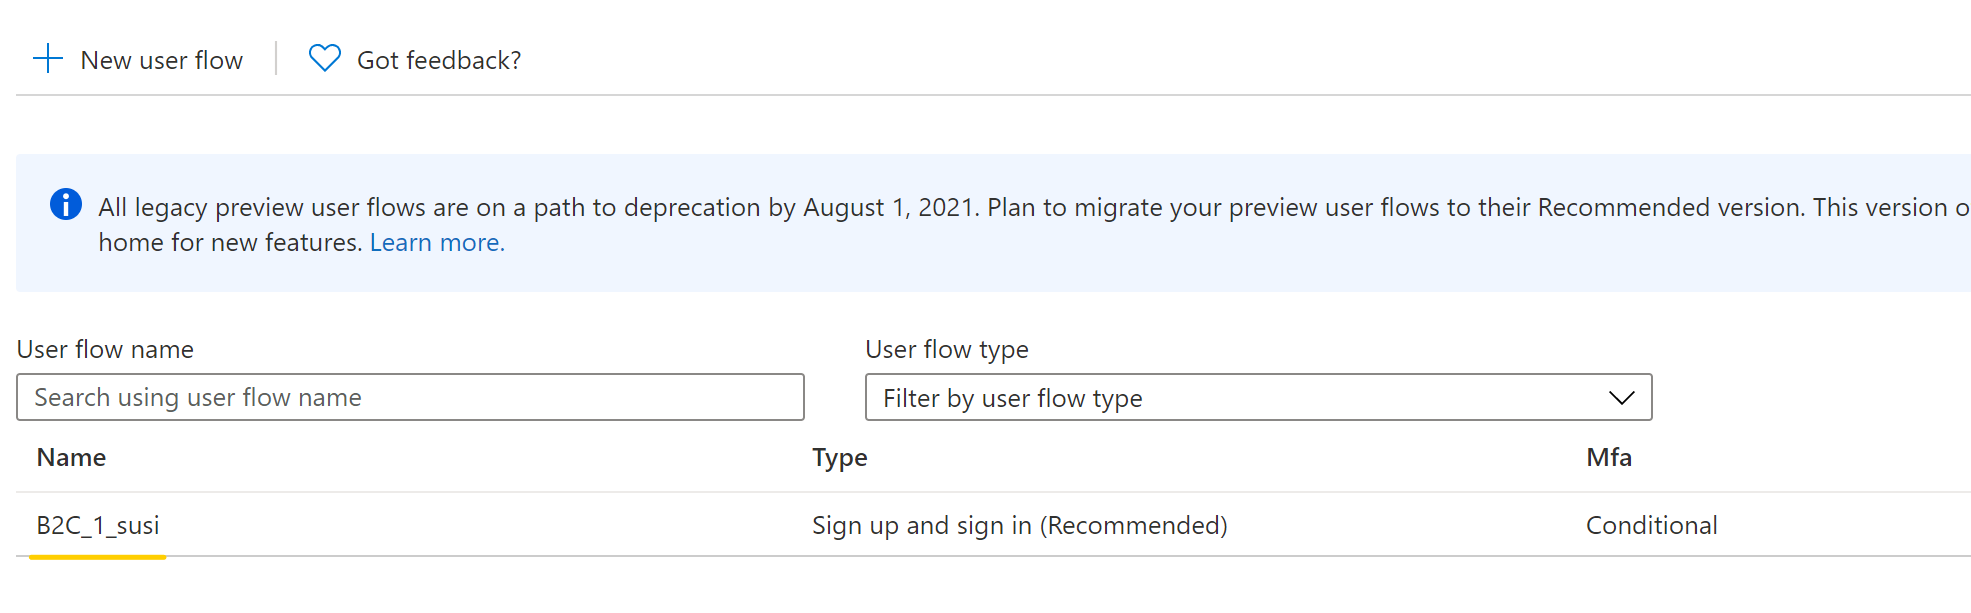 New user flow
Got feedback?
All legacy preview user flows are on a path to deprecation by August 1, 2021. Plan to migrate your preview user flows to their Recommended version. This version
home for new features. Learn more.
User flow name
User flow type
Search using user flow name
Filter by user flow type
Name Type Mfa
B2C_1_susi Sign up and sign in (Recommended) Conditional